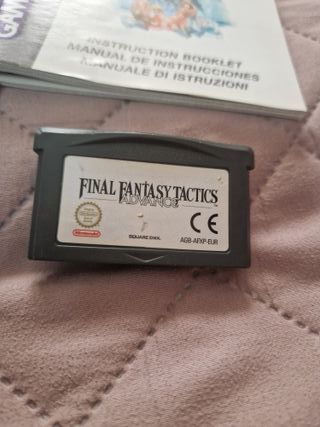 GAM
INSTRUCTION BOOKLET
MANUAL DE INSTRUCCIONES
MANUALE DI ISTRUZIONI
FINAL FANTASY TACTICS
ADVANCE
Nintendo
SQUARE ENIX
CE
AGB-AFXP-EUR